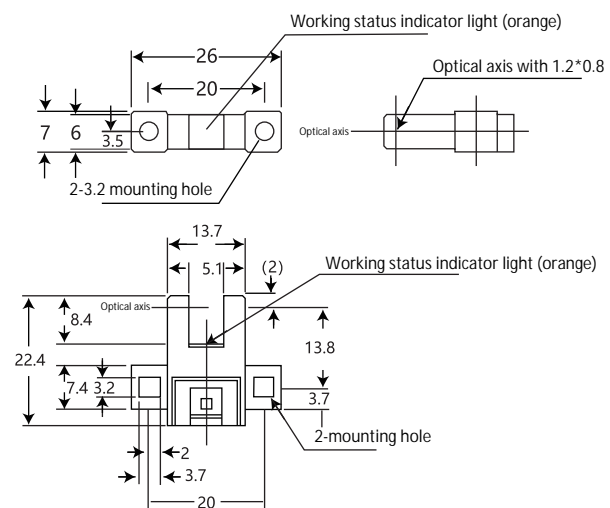 Working status indicator light (orange)
26
Optical axis with 1.2*0.8
20
7
6
3.5
Optical axis
2-3.2 mounting hole
13.7
5.1
(2)
Working status indicator light (orange)
Optical axis
8.4
22.4
13.8
7.4
3.2
3.7
2-mounting hole
2
3.7
20